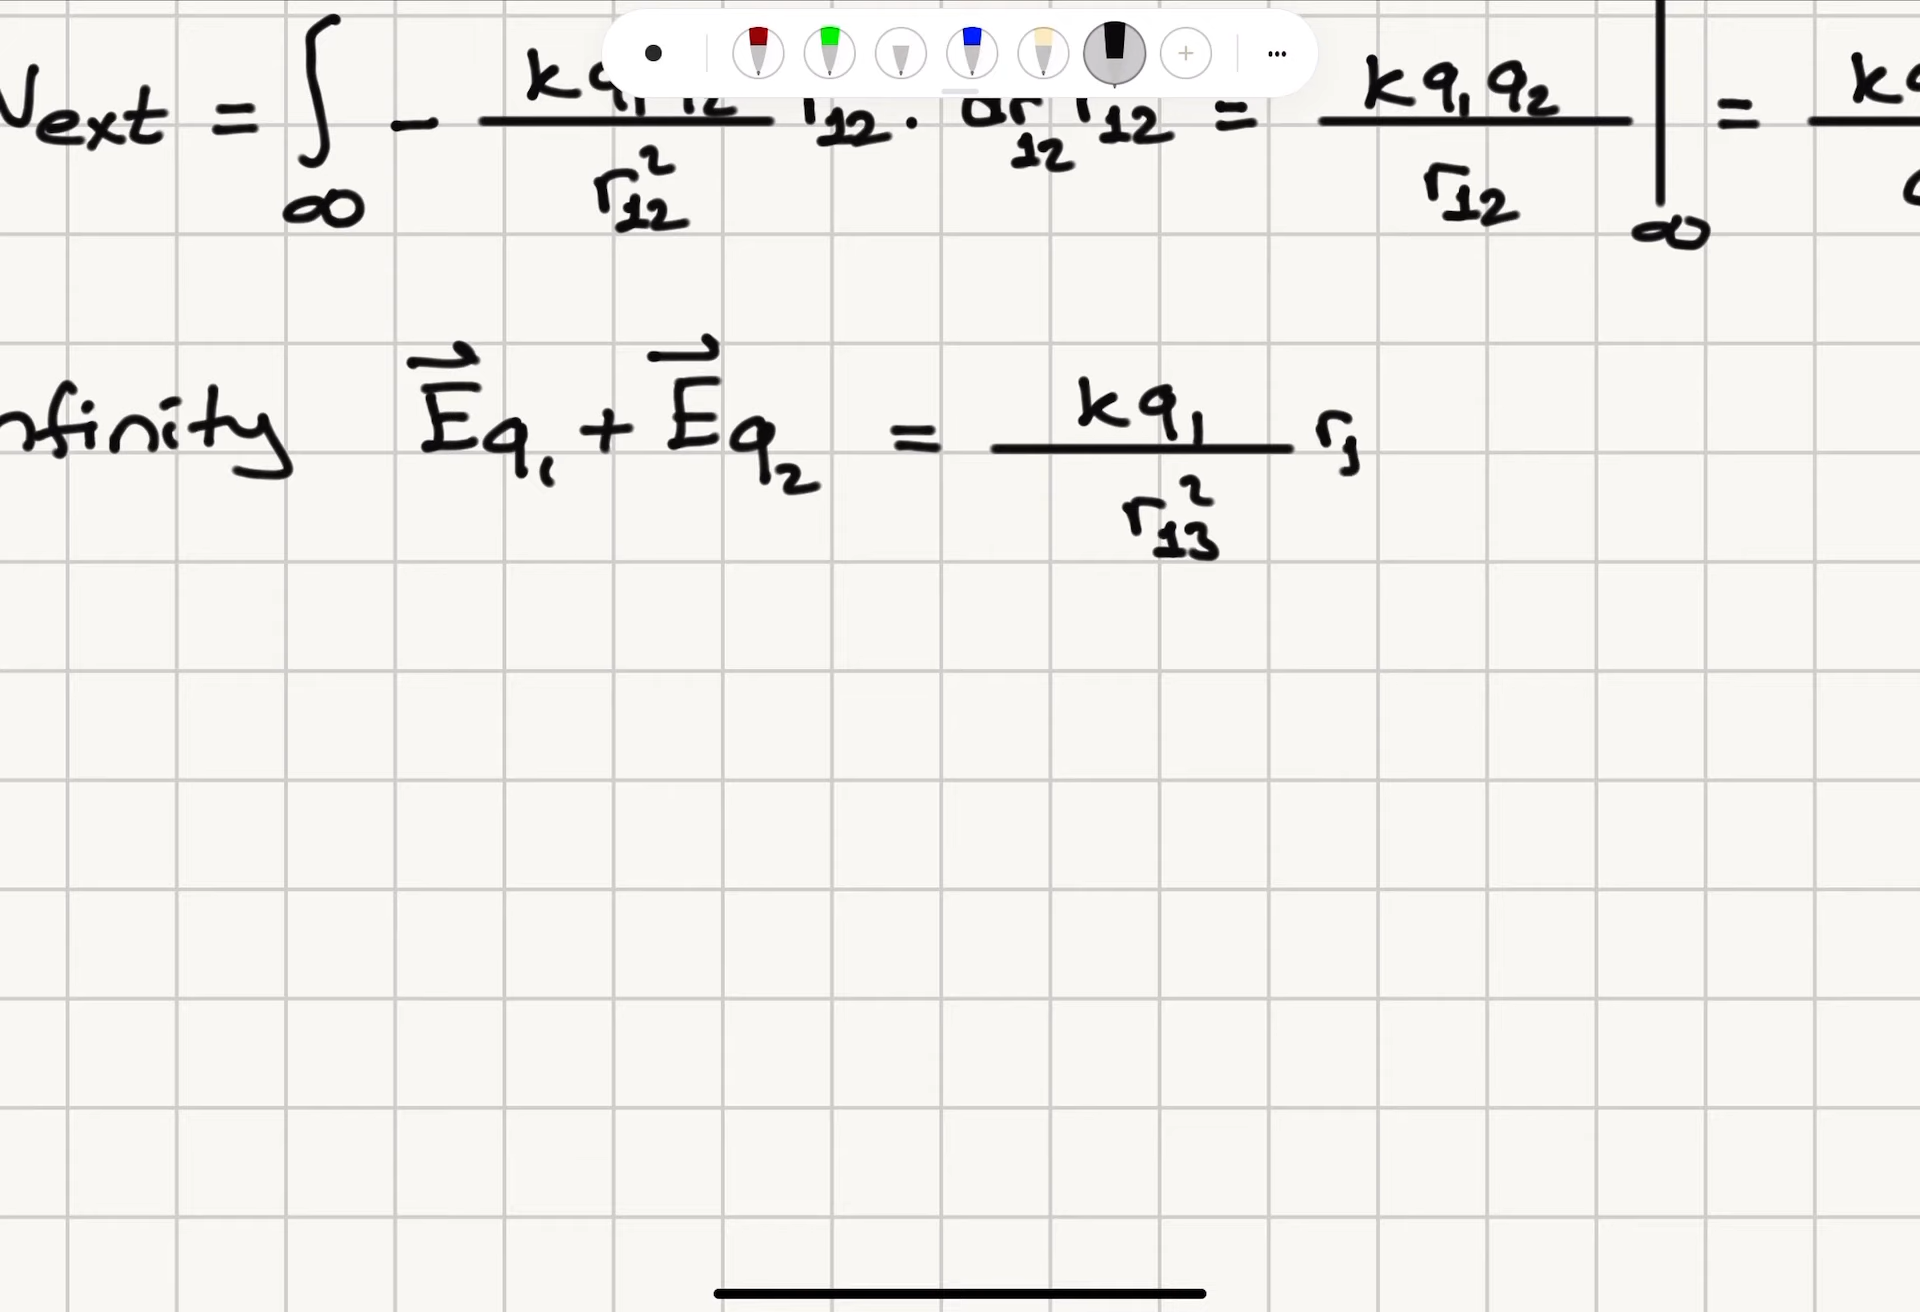 Wext = ∫∞ - kq₁q₂/r₁₂² r₁₂ · dr₁₂ r₁₂ = kq₁q₂/r₁₂ |∞ = k
nfinity E⃗q₁ + E⃗q₂ = kq₁/r₁₃² r₁